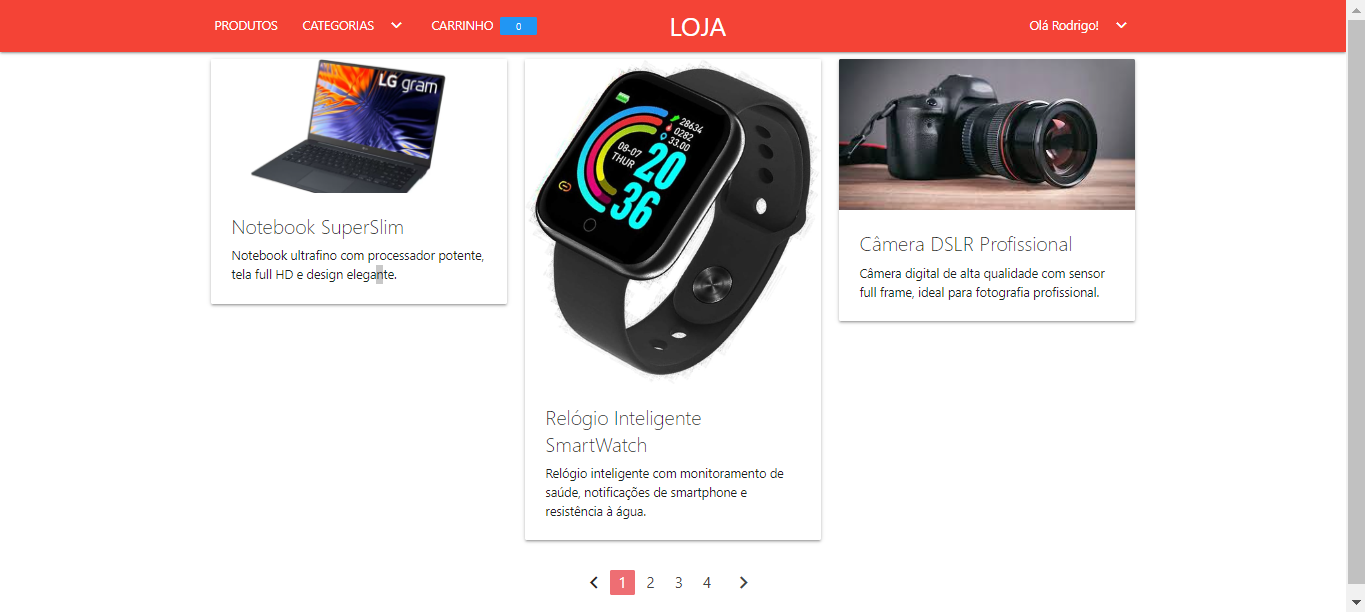 PRODUTOS CATEGORIAS CARRINHO 0 LOJA Olá Rodrigo!
LG gram
Notebook SuperSlim
Notebook ultrafino com processador potente,
tela full HD e design elegante.
28634
0282
33.00
08-07
THUR
20
36
Relógio Inteligente
SmartWatch
Relógio inteligente com monitoramento de
saúde, notificações de smartphone e
resistência à água.
Câmera DSLR Profissional
Câmera digital de alta qualidade com sensor
full frame, ideal para fotografia profissional.
1 2 3 4